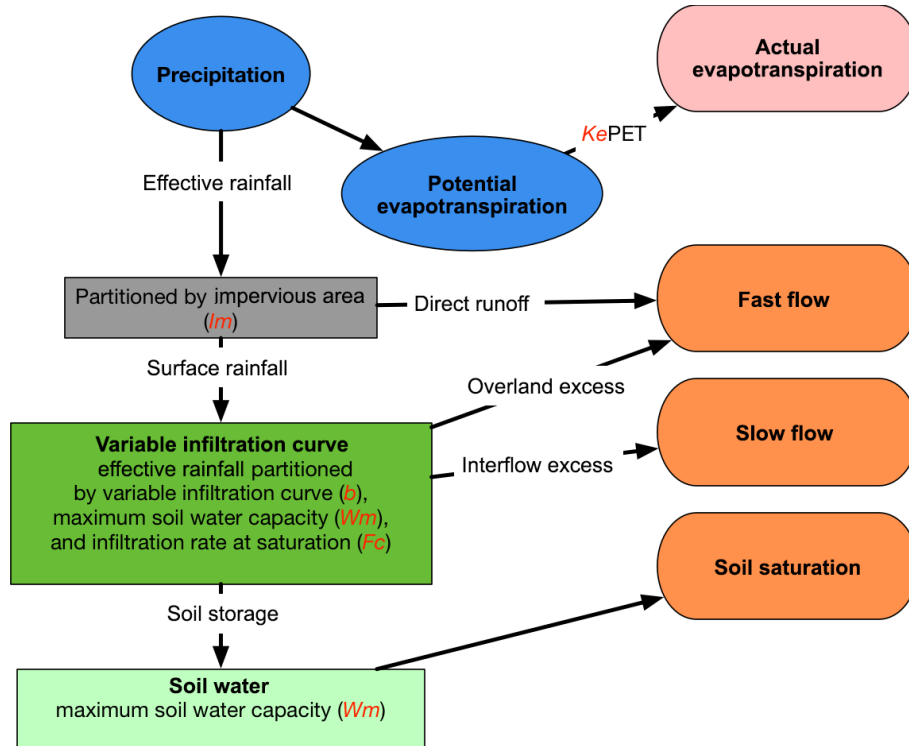 Precipitation
Actual
evapotranspiration
KePET
Effective rainfall
Potential
evapotranspiration
Partitioned by impervious area
(Im)
Direct runoff
Fast flow
Surface rainfall
Overland excess
Variable infiltration curve
effective rainfall partitioned
by variable infiltration curve (b),
maximum soil water capacity (Wm),
and infiltration rate at saturation (Fc)
Interflow excess
Slow flow
Soil saturation
Soil storage
Soil water
maximum soil water capacity (Wm)